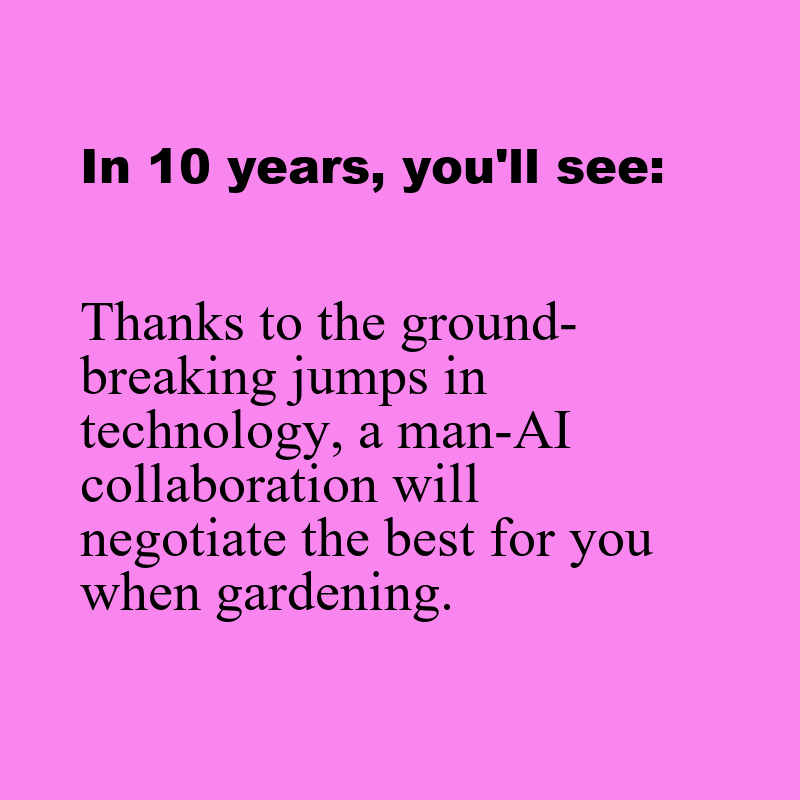 In 10 years, you'll see:
Thanks to the ground-
breaking jumps in
technology, a man-AI
collaboration will
negotiate the best for you
when gardening.